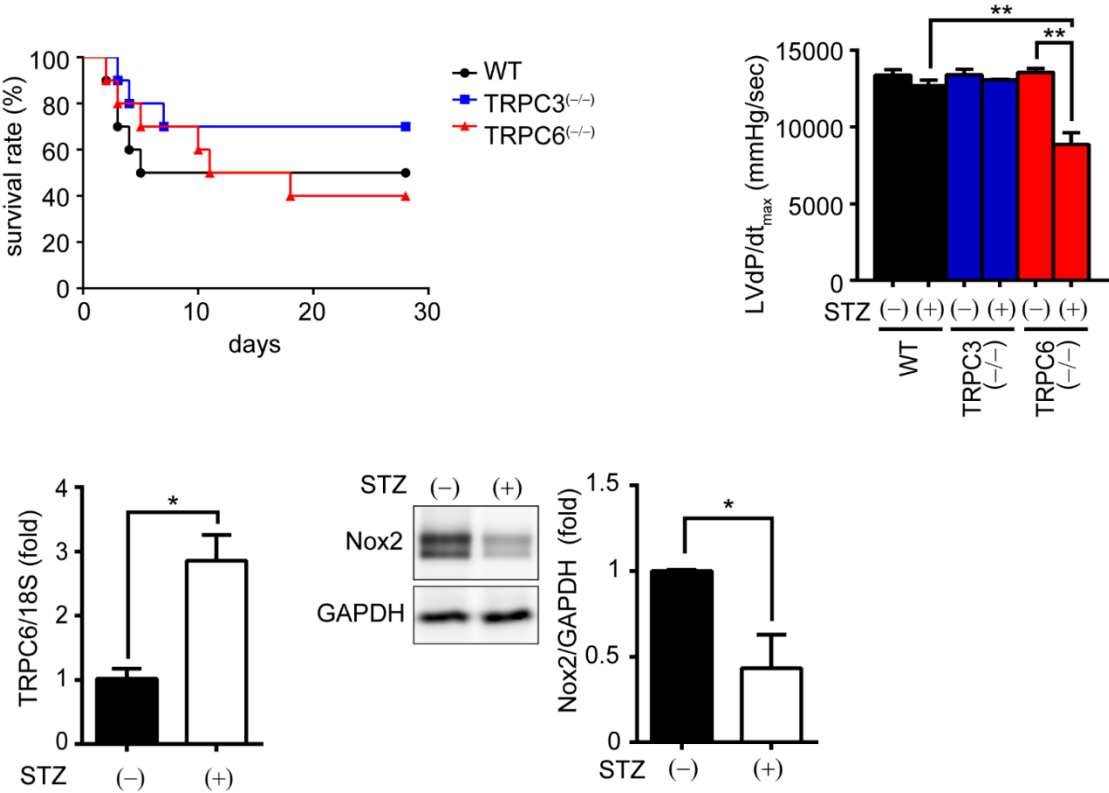 survival rate (%)
100
80
60
40
20
0
0 10 20 30
days
WT
TRPC3(−/−)
TRPC6(−/−)
LVdP/dtmax (mmHg/sec)
15000
10000
5000
0
**
**
STZ (−) (+) (−) (+) (−) (+)
WT
TRPC3
(−/−)
TRPC6
(−/−)
TRPC6/18S (fold)
4
3
2
1
0
*
STZ (−) (+)
STZ (−) (+)
Nox2
GAPDH
Nox2/GAPDH (fold)
1.5
1
0.5
0
*
STZ (−) (+)